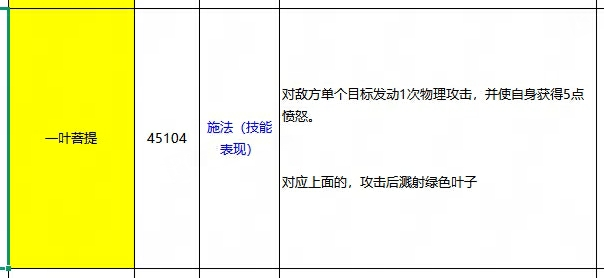 一叶菩提
45104
施法（技能
表现）
对敌方单个目标发动1次物理攻击，并使自身获得5点
愤怒。
对应上面的，攻击后溅射绿色叶子